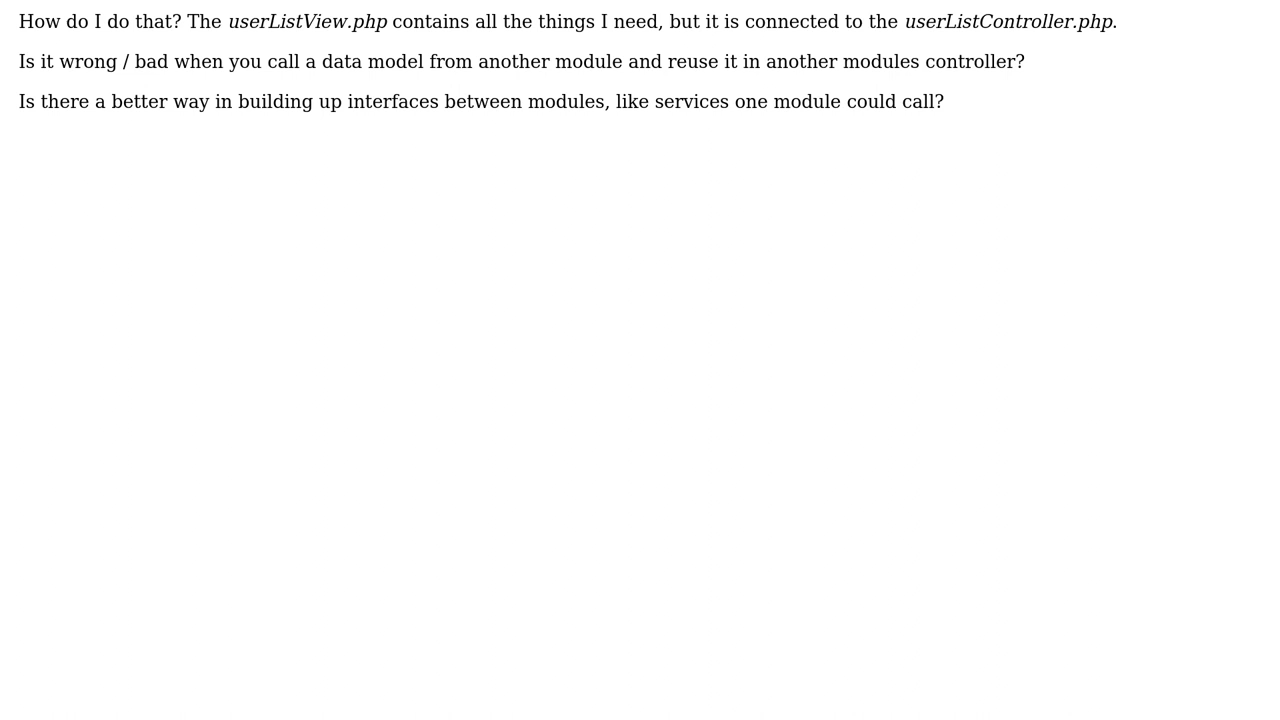 How do I do that? The userListView.php contains all the things I need, but it is connected to the userListController.php.
Is it wrong / bad when you call a data model from another module and reuse it in another modules controller?
Is there a better way in building up interfaces between modules, like services one module could call?